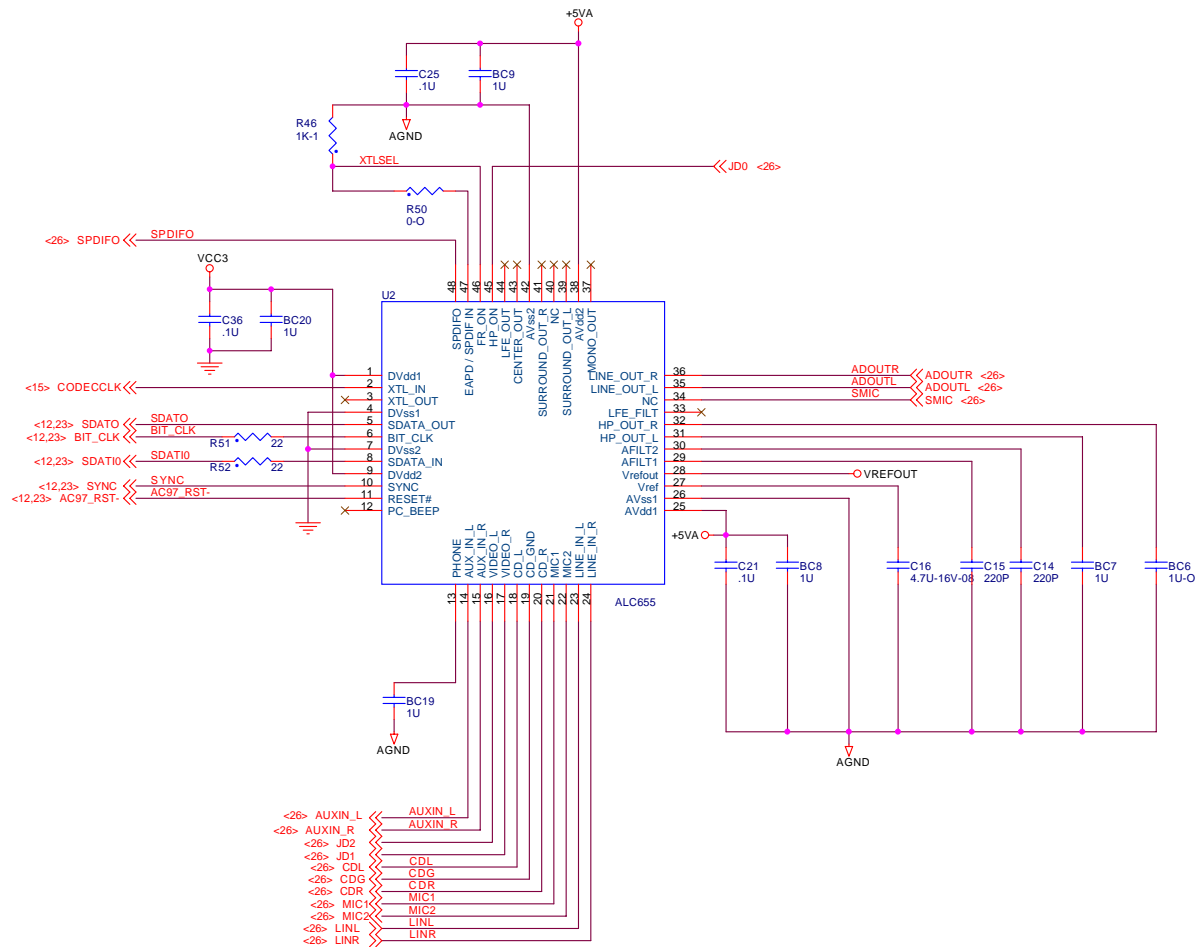 +5VA
C25
.1U
BC9
1U
AGND
R46
1K-1
XTLSEL
JD0 <26>
R50
0-O
<26> SPDIFO
SPDIFO
VCC3
C36
.1U
BC20
1U
U2
48 47 46 45 44 43 42 41 40 39 38 37
SPDIFO
EAPD / SPDIF IN
FR_ON
HP_ON
LFE_OUT
CENTER_OUT
AVss2
SURROUND_OUT_R
NC
SURROUND_OUT_L
AVdd2
MONO_OUT
1 DVdd1
<15> CODECCLK 2 XTL_IN
3 XTL_OUT
4 DVss1
<12,23> SDATO SDATO 5 SDATA_OUT
<12,23> BIT_CLK BIT_CLK R51 22 6 BIT_CLK
7 DVss2
<12,23> SDATI0 SDATI0 R52 22 8 SDATA_IN
9 DVdd2
<12,23> SYNC SYNC 10 SYNC
<12,23> AC97_RST- AC97_RST- 11 RESET#
12 PC_BEEP
LINE_OUT_R 36 ADOUTR ADOUTR <26>
LINE_OUT_L 35 ADOUTL ADOUTL <26>
NC 34 SMIC SMIC <26>
LFE_FILT 33
HP_OUT_R 32
HP_OUT_L 31
AFILT2 30
AFILT1 29
Vrefout 28 VREFOUT
Vref 27
AVss1 26
AVdd1 25
+5VA
C21
.1U
BC8
1U
C16
4.7U-16V-08
C15
220P
C14
220P
BC7
1U
BC6
1U-O
AGND
PHONE
AUX_IN_L
AUX_IN_R
VIDEO_L
VIDEO_R
CD_L
CD_GND
CD_R
MIC1
MIC2
LINE_IN_L
LINE_IN_R
13 14 15 16 17 18 19 20 21 22 23 24
ALC655
BC19
1U
AGND
<26> AUXIN_L AUXIN_L
<26> AUXIN_R AUXIN_R
<26> JD2
<26> JD1
<26> CDL CDL
<26> CDG CDG
<26> CDR CDR
<26> MIC1 MIC1
<26> MIC2 MIC2
<26> LINL LINL
<26> LINR LINR